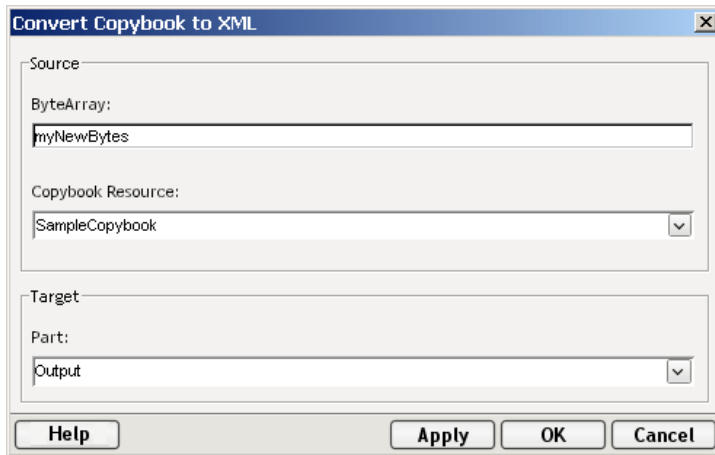 Convert Copybook to XML
Source
ByteArray:
myNewBytes
Copybook Resource:
SampleCopybook
Target
Part:
Output
Help Apply OK Cancel